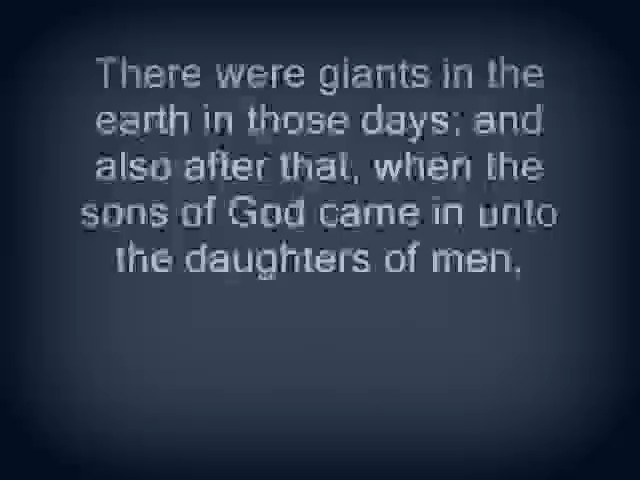 There were giants in the
earth in those days; and
also after that, when the
sons of God came in unto
the daughters of men,